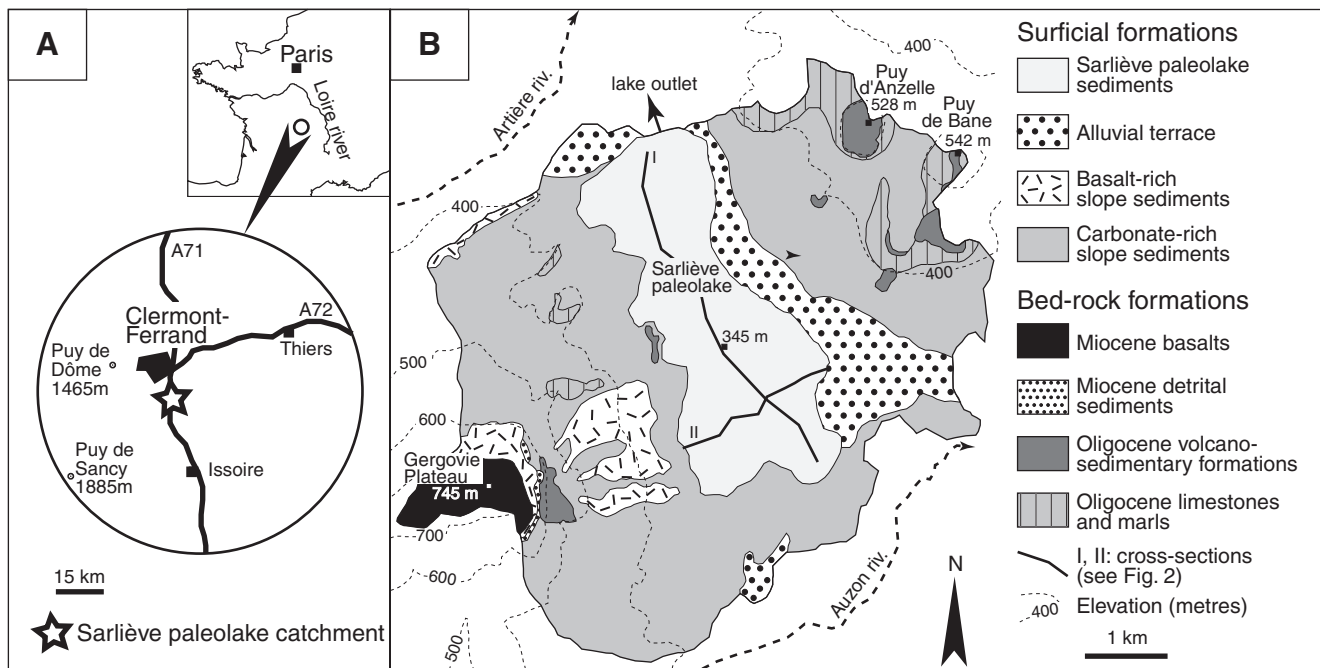 A
Paris
Loire river
A71
Clermont-
Ferrand
A72
Thiers
Puy de
Dôme
1465m
Puy de
Sancy
1885m
Issoire
15 km
Sarliève paleolake catchment
B
Artière riv.
lake outlet
400
Puy
d'Anzelle
528 m
Puy
de Bane
542 m
I
400
400
Sarliève
paleolake
345 m
500
600
II
Gergovie
Plateau
745 m
700
600
500
Auzon riv.
N
Surficial formations
Sarliève paleolake
sediments
Alluvial terrace
Basalt-rich
slope sediments
Carbonate-rich
slope sediments
Bed-rock formations
Miocene basalts
Miocene detrital
sediments
Oligocene volcano-
sedimentary formations
Oligocene limestones
and marls
I, II: cross-sections
(see Fig. 2)
400
Elevation (metres)
1 km